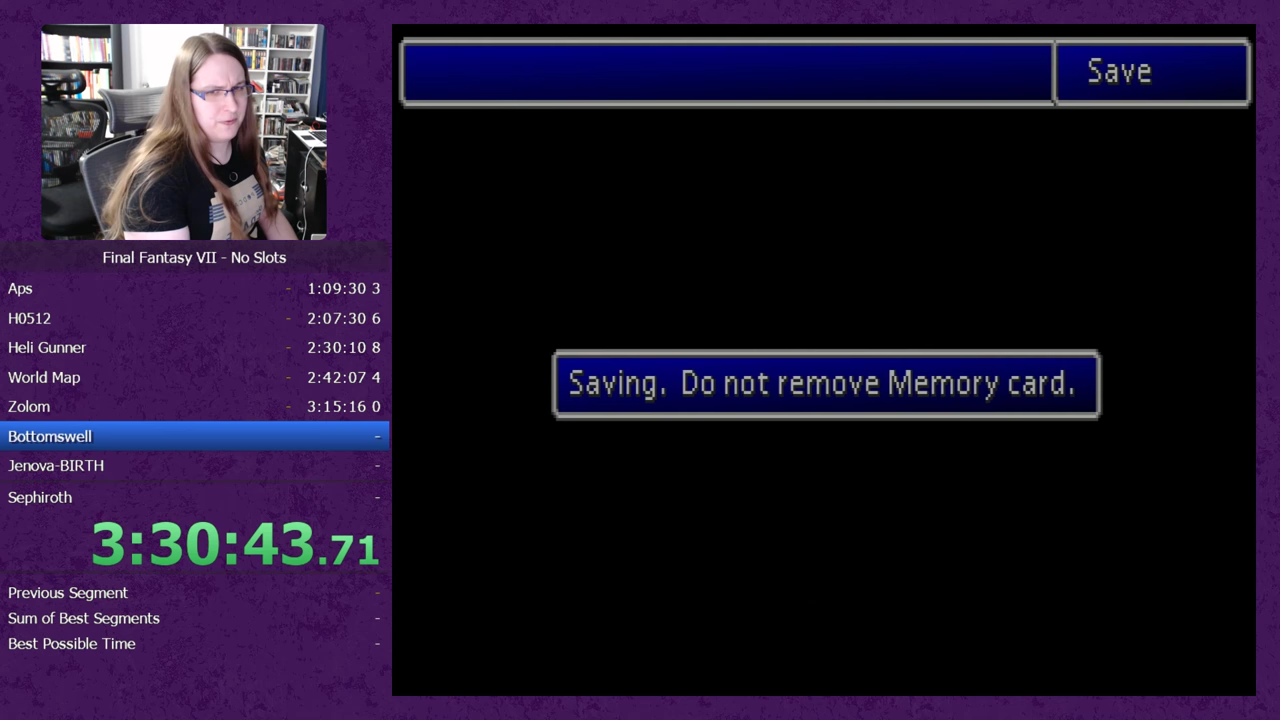 Final Fantasy VII - No Slots
Aps - 1:09:30 3
H0512 - 2:07:30 6
Heli Gunner - 2:30:10 8
World Map - 2:42:07 4
Zolom - 3:15:16 0
Bottomswell -
Jenova-BIRTH -
Sephiroth -
3:30:43.71
Previous Segment -
Sum of Best Segments -
Best Possible Time -
Save
Saving. Do not remove Memory card.